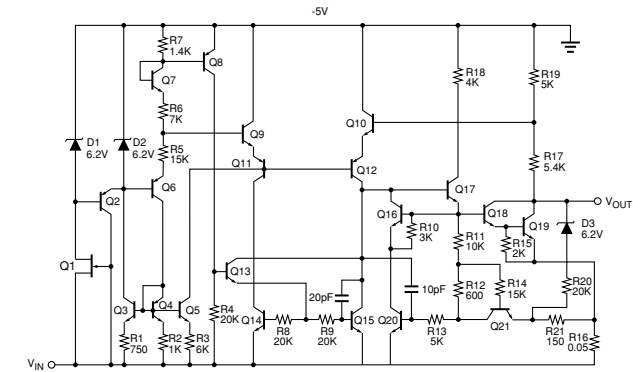 -5V
R7
1.4K
Q8
Q7
R18
4K
R19
5K
R6
7K
Q10
Q9
D1
6.2V
D2
6.2V
R5
15K
R17
5.4K
Q11
Q12
Q2
Q6
Q17
VOUT
Q16
Q18
R10
3K
Q19
D3
6.2V
R11
10K
R15
2K
Q1
Q13
R12
600
R14
15K
R20
20K
20pF
10pF
Q3
Q4
Q5
R4
20K
Q14
R8
20K
R9
20K
Q15
Q20
R13
5K
Q21
R21
150
R1
750
R2
1K
R3
6K
R16
0.05
VIN